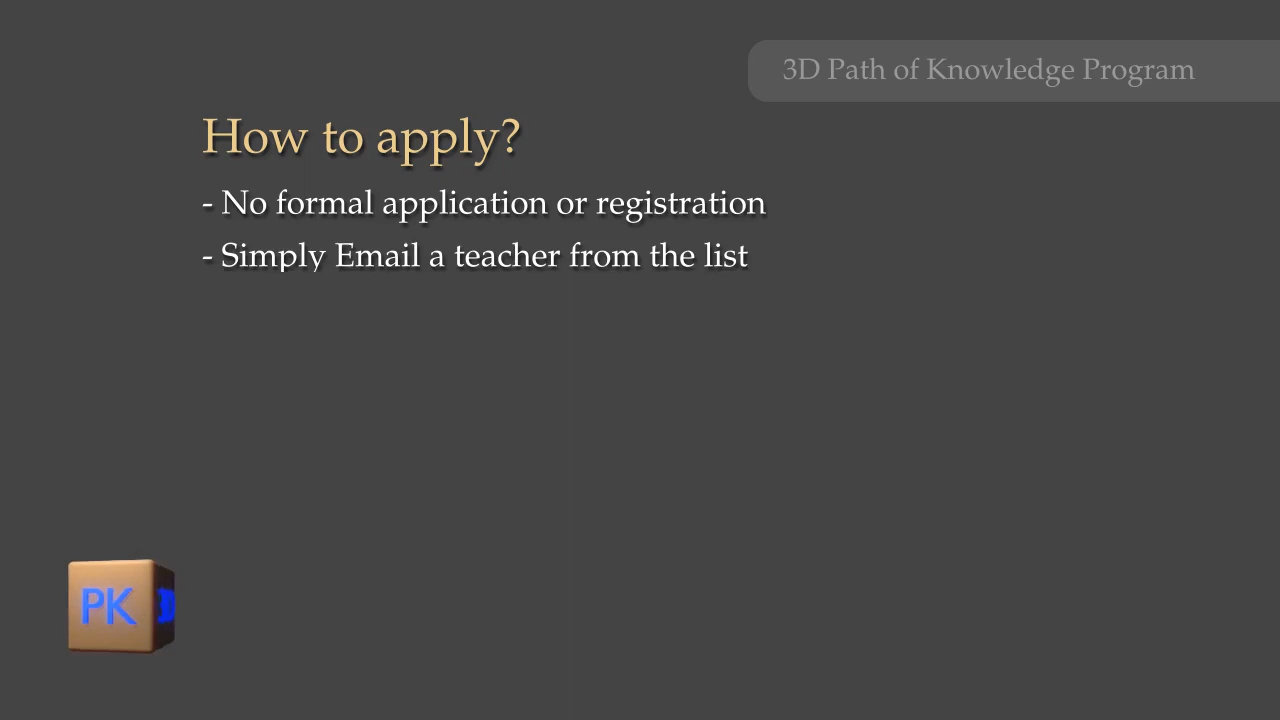 3D Path of Knowledge Program
How to apply?
- No formal application or registration
- Simply Email a teacher from the list
PK